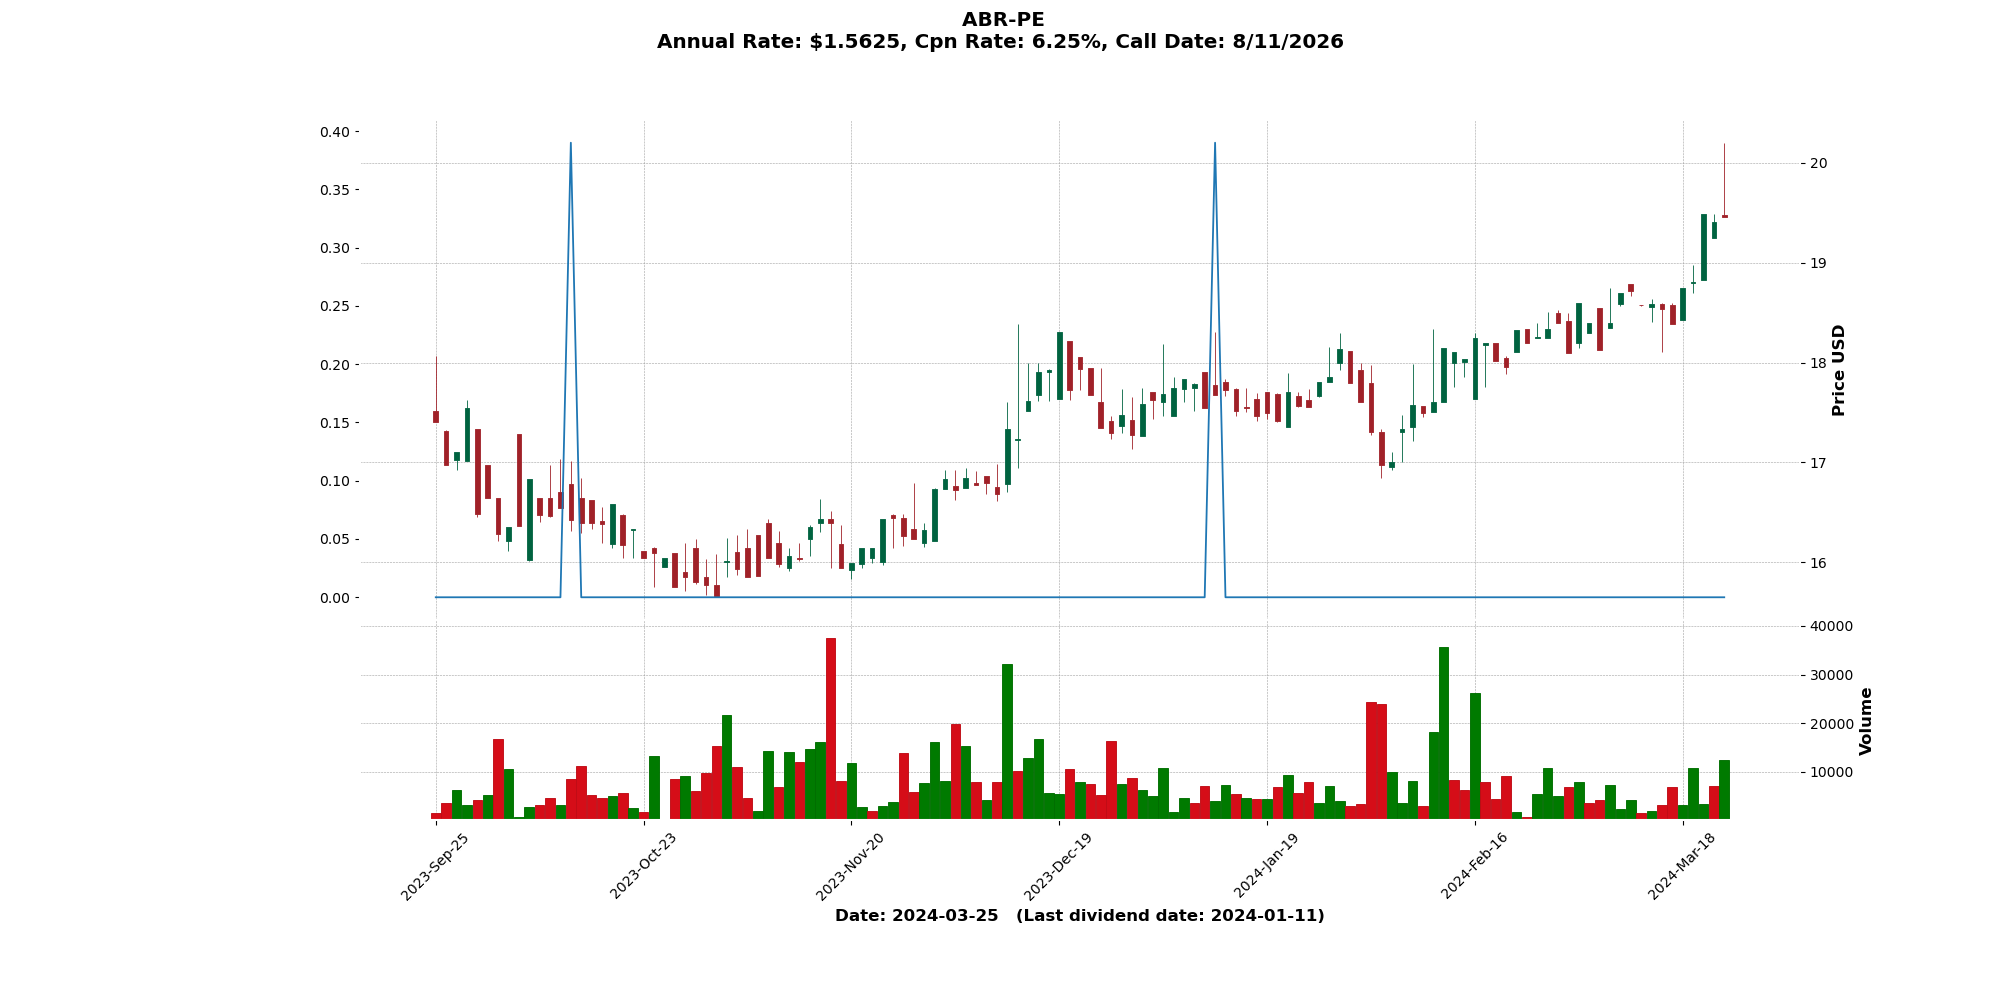 ABR-PE
Annual Rate: $1.5625, Cpn Rate: 6.25%, Call Date: 8/11/2026
0.40
0.35
0.30
0.25
0.20
0.15
0.10
0.05
0.00
20
19
18
17
16
Price USD
40000
30000
20000
10000
Volume
2023-Sep-25
2023-Oct-23
2023-Nov-20
2023-Dec-19
2024-Jan-19
2024-Feb-16
2024-Mar-18
Date: 2024-03-25 (Last dividend date: 2024-01-11)